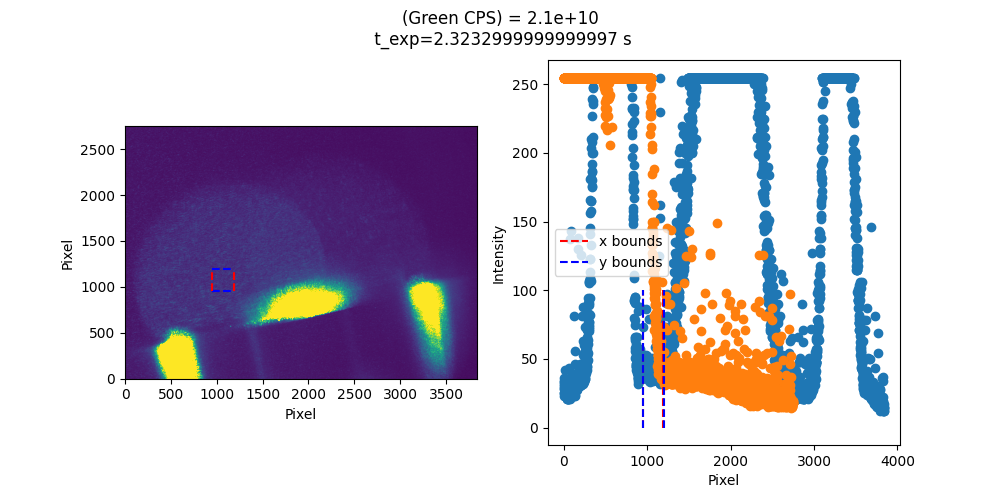 (Green CPS) = 2.1e+10
t_exp=2.3232999999999997 s
Pixel
2500
2000
1500
1000
500
0
0 500 1000 1500 2000 2500 3000 3500
Pixel
Intensity
250
200
150
100
50
0
x bounds
y bounds
0 1000 2000 3000 4000
Pixel